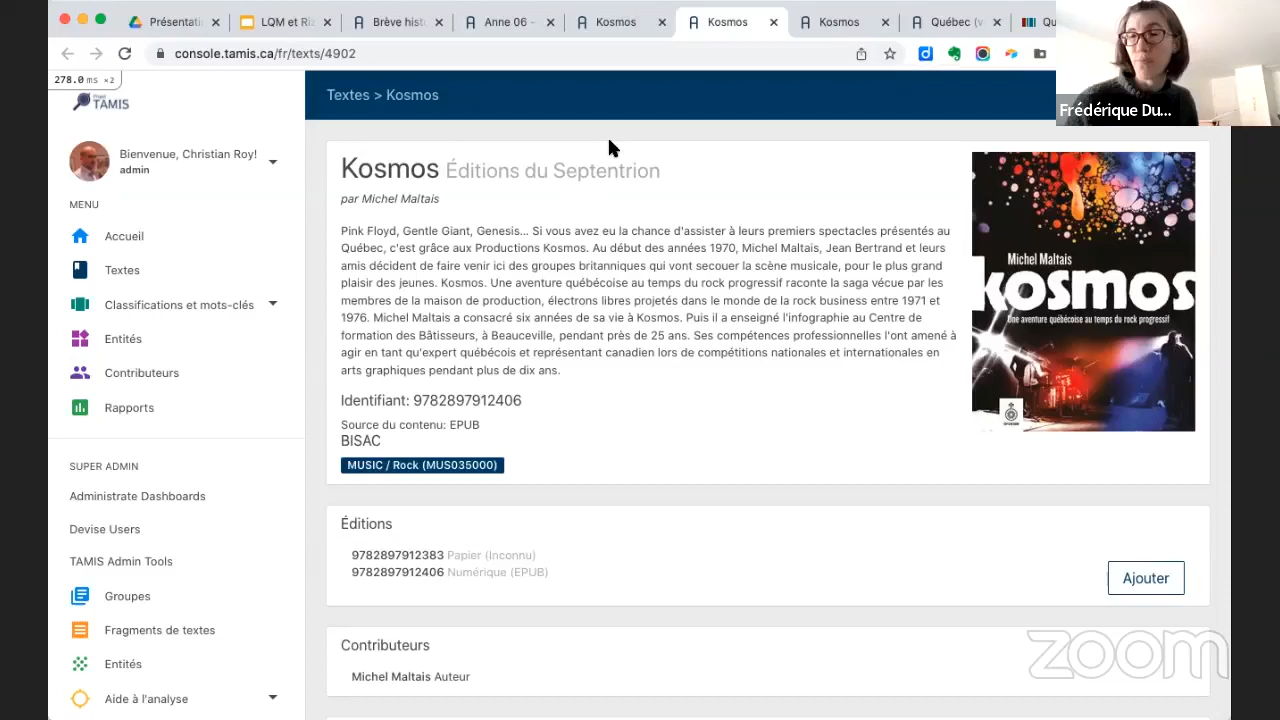 Présentati
LQM et Riz
Brève hist
Anne 06 -
Kosmos
Kosmos
Kosmos
Québec (v
Qu
console.tamis.ca/fr/texts/4902
Frédérique Du...
278.0 ms ×2
Projet
TAMIS
Textes > Kosmos
Bienvenue, Christian Roy!
admin
MENU
Accueil
Textes
Classifications et mots-clés
Entités
Contributeurs
Rapports
SUPER ADMIN
Administrate Dashboards
Devise Users
TAMIS Admin Tools
Groupes
Fragments de textes
Entités
Aide à l'analyse
Kosmos Éditions du Septentrion
par Michel Maltais
Pink Floyd, Gentle Giant, Genesis... Si vous avez eu la chance d'assister à leurs premiers spectacles présentés au
Québec, c'est grâce aux Productions Kosmos. Au début des années 1970, Michel Maltais, Jean Bertrand et leurs
amis décident de faire venir ici des groupes britanniques qui vont secouer la scène musicale, pour le plus grand
plaisir des jeunes. Kosmos. Une aventure québécoise au temps du rock progressif raconte la saga vécue par les
membres de la maison de production, électrons libres projetés dans le monde de la rock business entre 1971 et
1976. Michel Maltais a consacré six années de sa vie à Kosmos. Puis il a enseigné l'infographie au Centre de
formation des Bâtisseurs, à Beauceville, pendant près de 25 ans. Ses compétences professionnelles l'ont amené à
agir en tant qu'expert québécois et représentant canadien lors de compétitions nationales et internationales en
arts graphiques pendant plus de dix ans.
Identifiant: 9782897912406
Source du contenu: EPUB
BISAC
MUSIC / Rock (MUS035000)
Michel Maltais
kosmos
Une aventure québécoise au temps du rock progressif
Éditions
9782897912383 Papier (Inconnu)
9782897912406 Numérique (EPUB)
Ajouter
Contributeurs
Michel Maltais Auteur
zoom